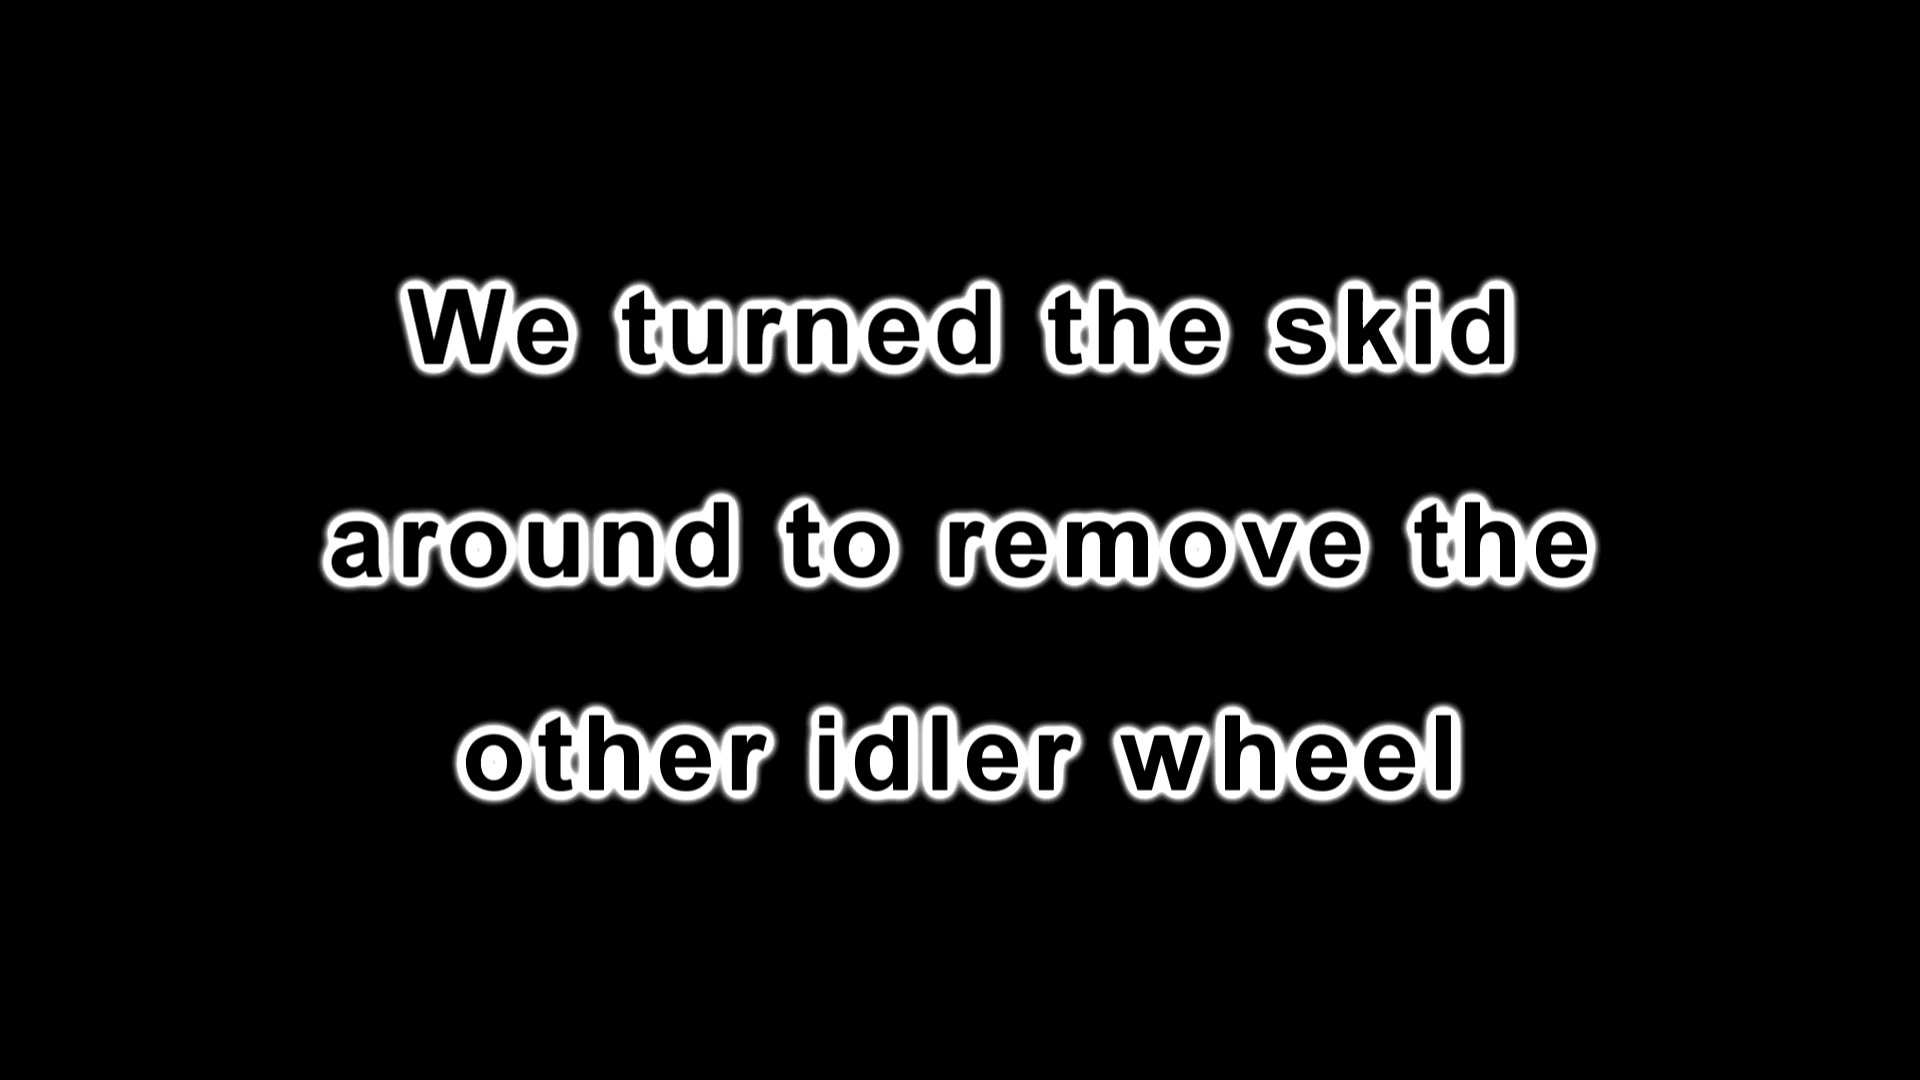 We turned the skid
around to remove the
other idler wheel